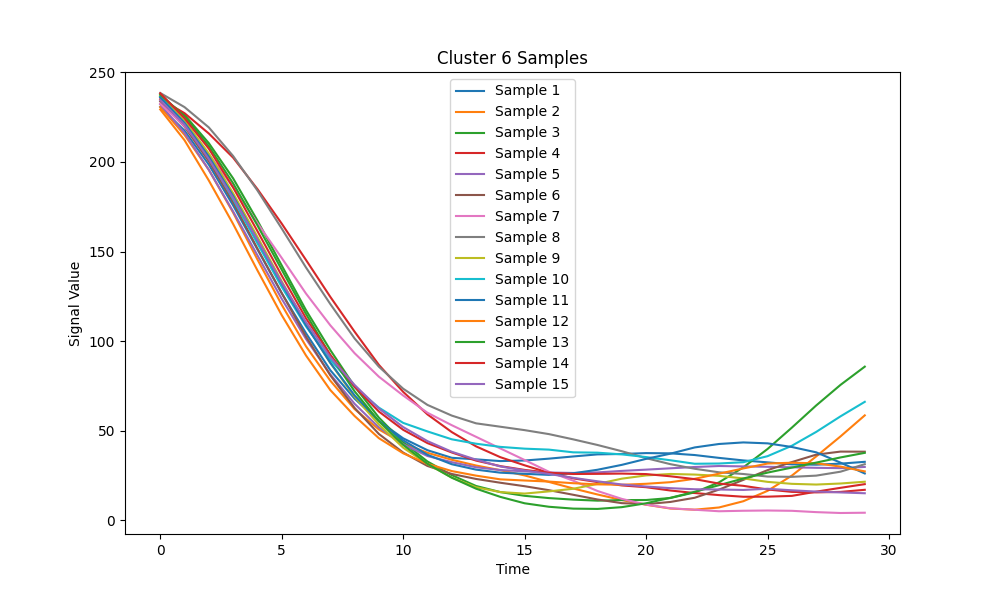 Cluster 6 Samples
Signal Value
250
200
150
100
50
0
Sample 1
Sample 2
Sample 3
Sample 4
Sample 5
Sample 6
Sample 7
Sample 8
Sample 9
Sample 10
Sample 11
Sample 12
Sample 13
Sample 14
Sample 15
0 5 10 15 20 25 30
Time